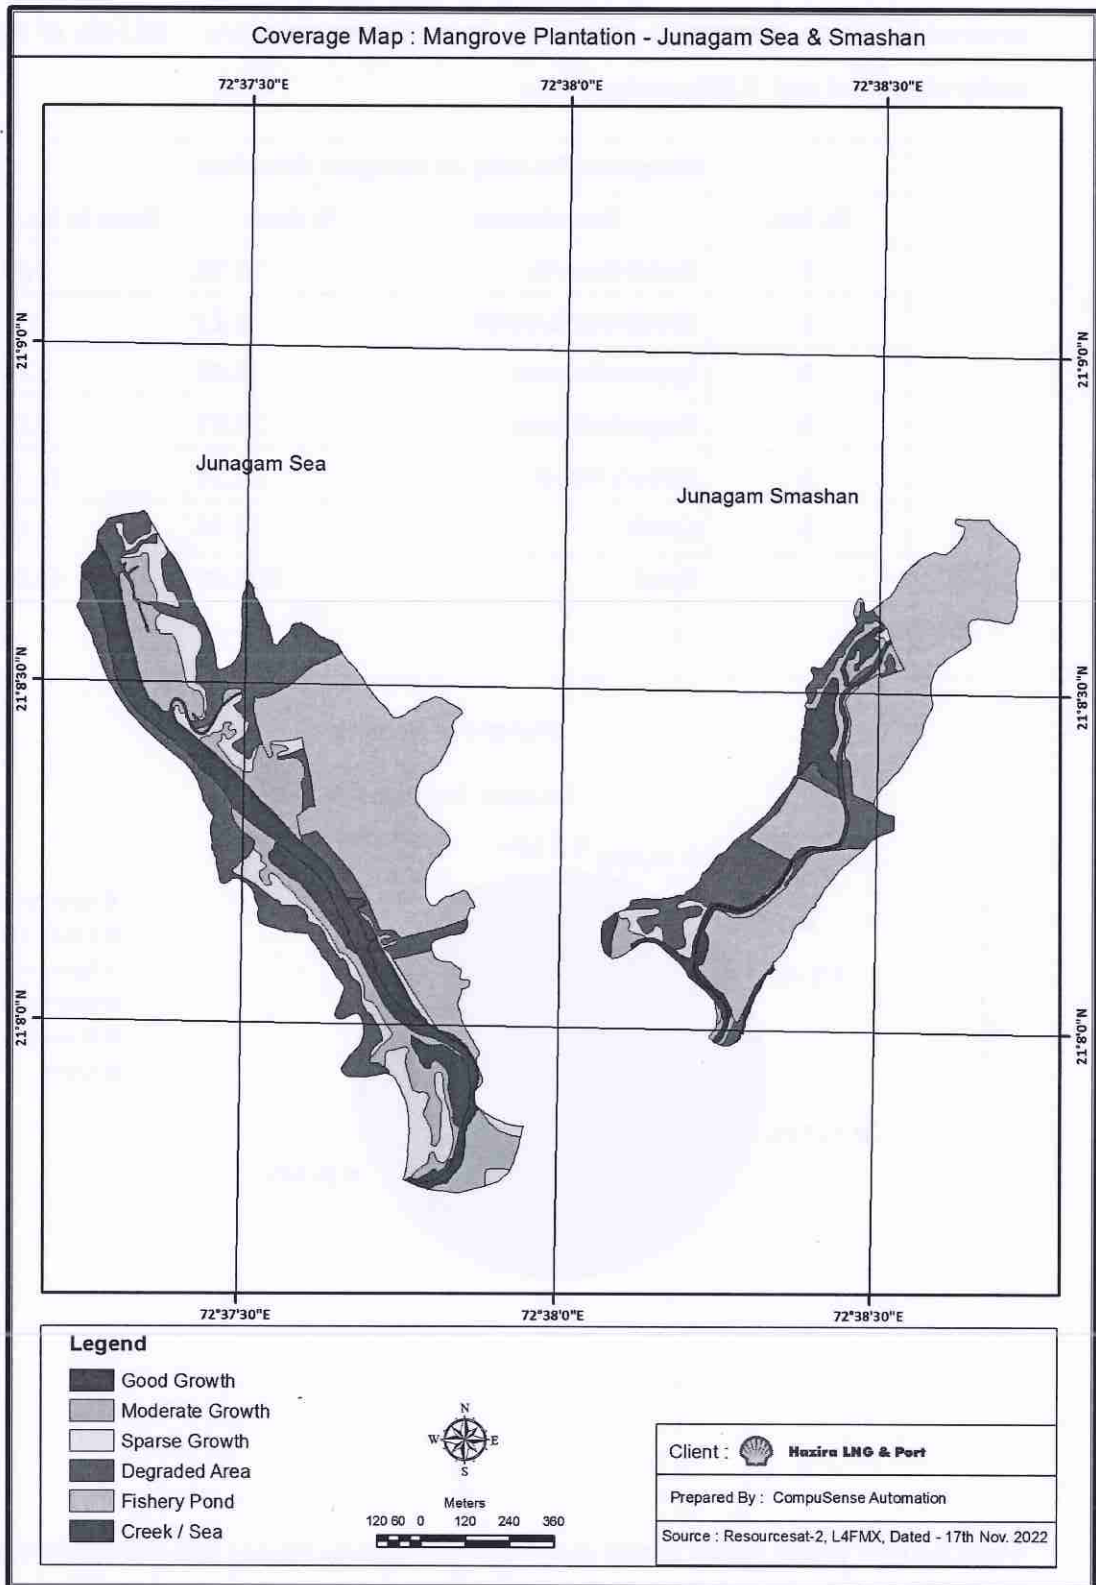 Coverage Map : Mangrove Plantation - Junagam Sea & Smashan
72°37'30"E 72°38'0"E 72°38'30"E
21°9'0"N 21°9'0"N
Junagam Sea
Junagam Smashan
21°8'30"N 21°8'30"N
21°8'0"N 21°8'0"N
72°37'30"E 72°38'0"E 72°38'30"E
Legend
Good Growth
Moderate Growth
Sparse Growth
Degraded Area
Fishery Pond
Creek / Sea
N
W E
S
Meters
120 60 0 120 240 360
Client : Hazira LNG & Port
Prepared By : CompuSense Automation
Source : Resourcesat-2, L4FMX, Dated - 17th Nov. 2022